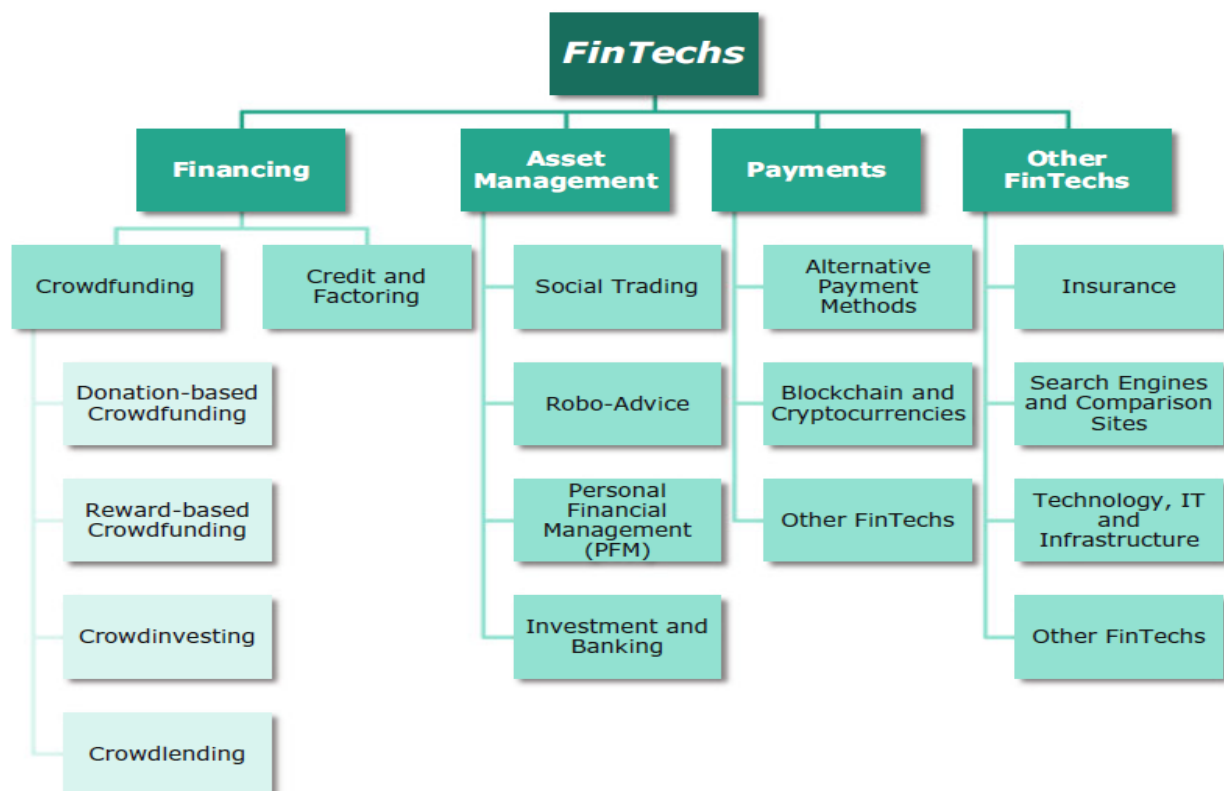 FinTechs
Financing
Asset
Management
Payments
Other
FinTechs
Crowdfunding
Credit and
Factoring
Social Trading
Alternative
Payment
Methods
Insurance
Donation-based
Crowdfunding
Robo-Advice
Blockchain and
Cryptocurrencies
Search Engines
and Comparison
Sites
Reward-based
Crowdfunding
Personal
Financial
Management
(PFM)
Other FinTechs
Technology, IT
and
Infrastructure
Crowdinvesting
Investment and
Banking
Other FinTechs
Crowdlending